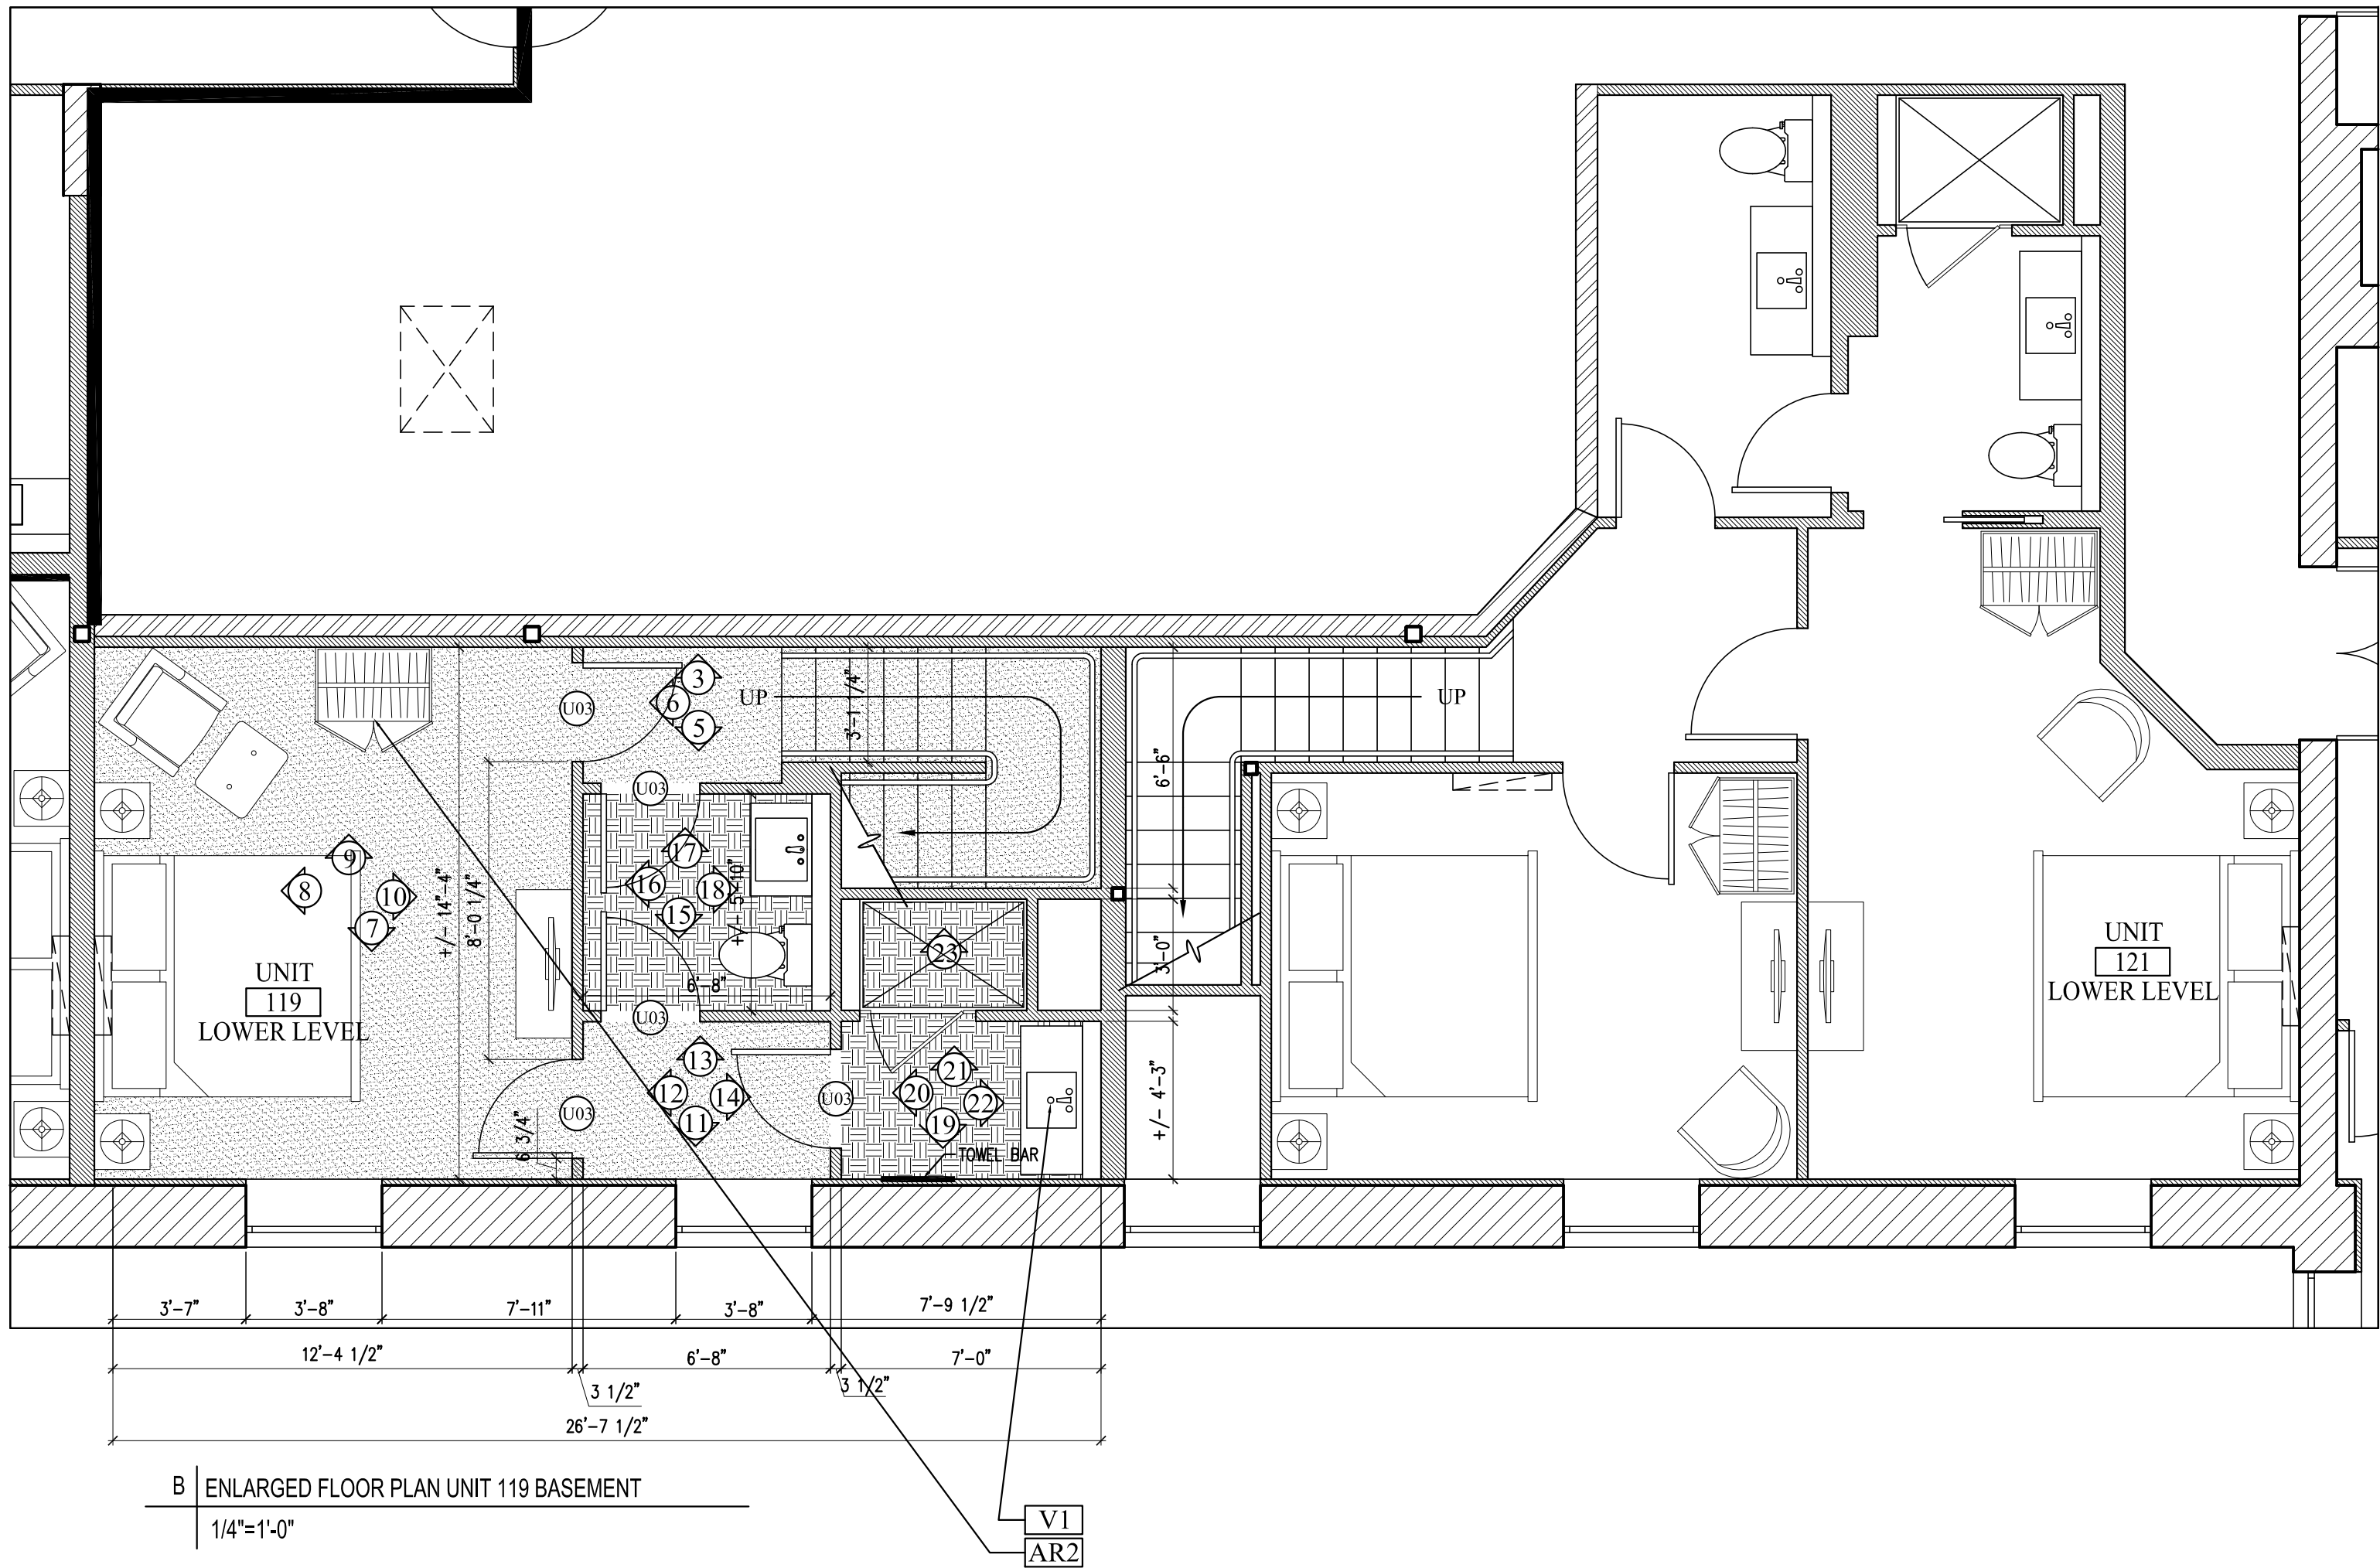 3
6
5
UP
3'-1 1/4"
UP
U03
U03
6'-6"
17
9
16
18
8
10
15
7
+/- 14'-4"
8'-0 1/4"
+/- 5'-10"
23
3'-0"
UNIT
119
LOWER LEVEL
6'-8"
UNIT
121
LOWER LEVEL
U03
13
12
14
11
U03
6 3/4"
U03
21
20
22
19
TOWEL BAR
+/- 4'-3"
3'-7"
3'-8"
7'-11"
3'-8"
7'-9 1/2"
12'-4 1/2"
6'-8"
7'-0"
3 1/2"
3 1/2"
26'-7 1/2"
B ENLARGED FLOOR PLAN UNIT 119 BASEMENT
1/4"=1'-0"
V1
AR2